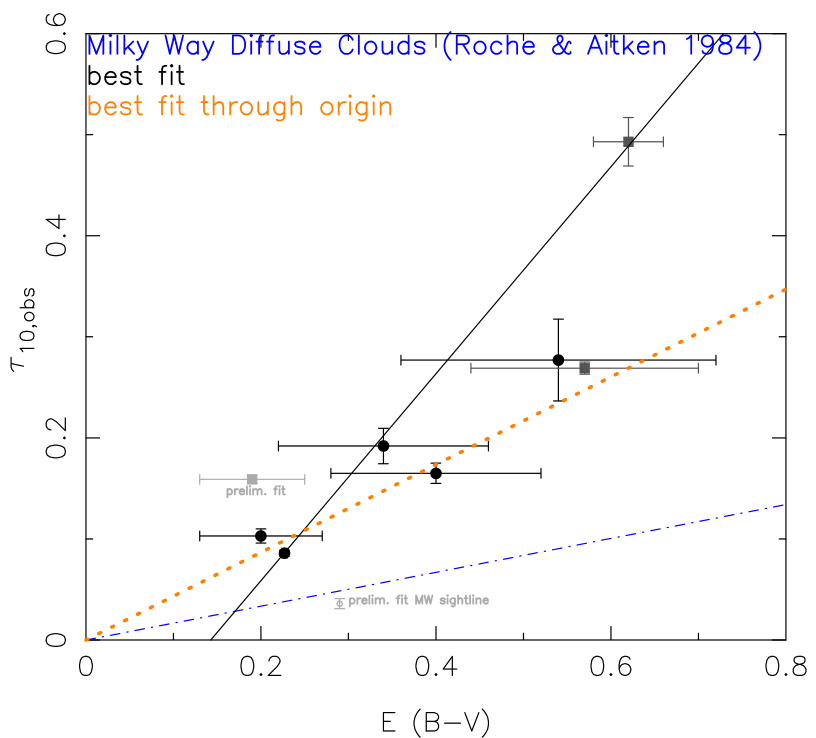 Milky Way Diffuse Clouds (Roche & Aitken 1984)
best fit
best fit through origin
0.6
0.4
0.2
0
τ10,obs
prelim. fit
prelim. fit MW sightline
0 0.2 0.4 0.6 0.8
E (B−V)